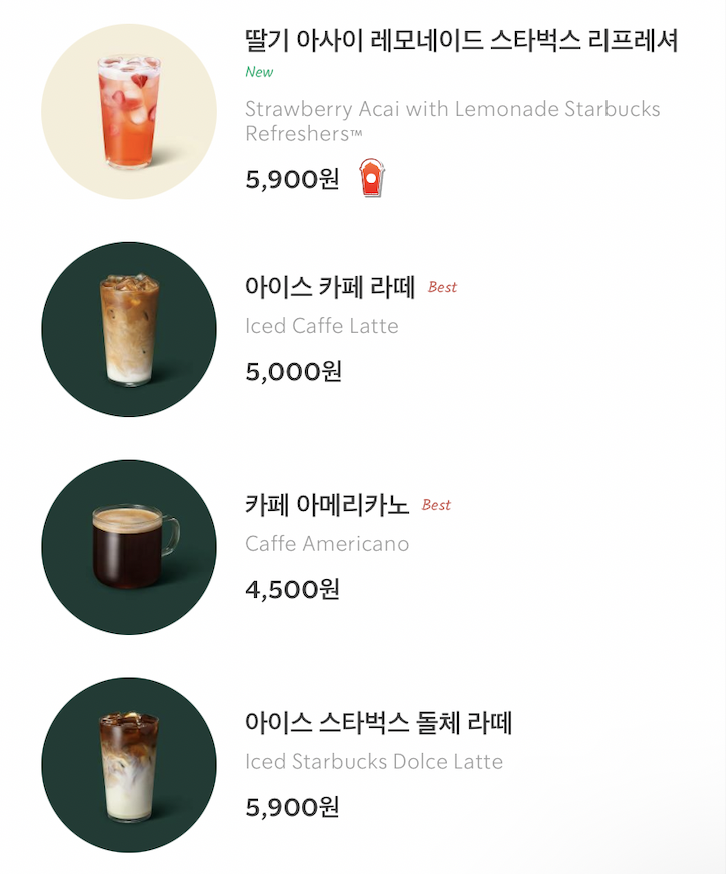 딸기 아사이 레모네이드 스타벅스 리프레셔
New
Strawberry Acai with Lemonade Starbucks
Refreshers™
5,900원
아이스 카페 라떼 Best
Iced Caffe Latte
5,000원
카페 아메리카노 Best
Caffe Americano
4,500원
아이스 스타벅스 돌체 라떼
Iced Starbucks Dolce Latte
5,900원